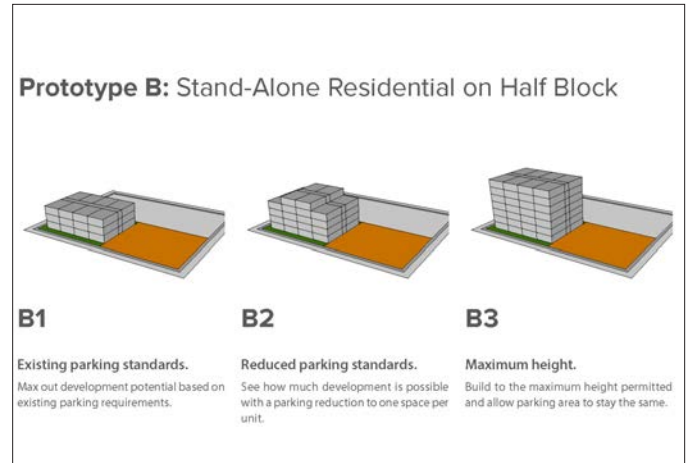 Prototype B: Stand-Alone Residential on Half Block
B1
Existing parking standards.
Max out development potential based on
existing parking requirements.
B2
Reduced parking standards.
See how much development is possible
with a parking reduction to one space per
unit.
B3
Maximum height.
Build to the maximum height permitted
and allow parking area to stay the same.